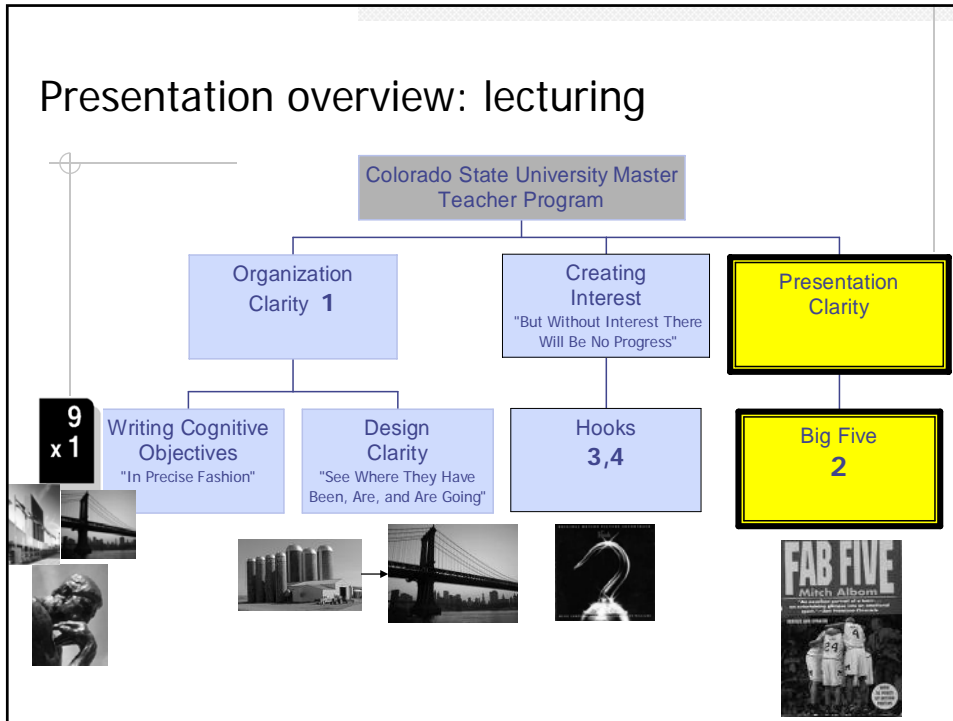 Presentation overview: lecturing
Colorado State University Master
Teacher Program
Organization
Clarity 1
Creating
Interest
"But Without Interest There
Will Be No Progress"
Presentation
Clarity
9
x 1
Writing Cognitive
Objectives
"In Precise Fashion"
Design
Clarity
"See Where They Have
Been, Are, and Are Going"
Hooks
3,4
Big Five
2
FAB FIVE
Mitch Albom
24
4